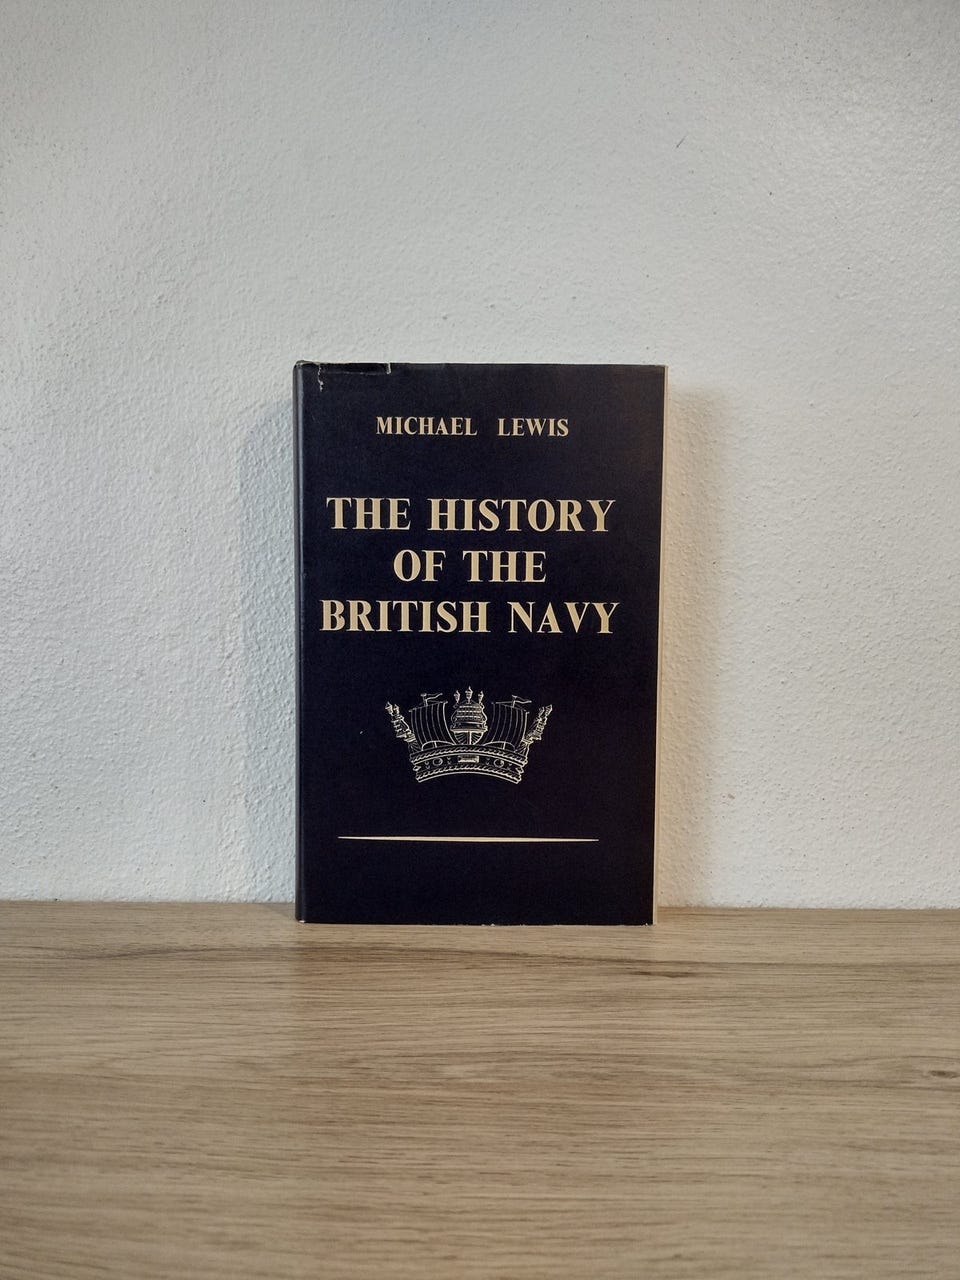 MICHAEL LEWIS
THE HISTORY
OF THE
BRITISH NAVY